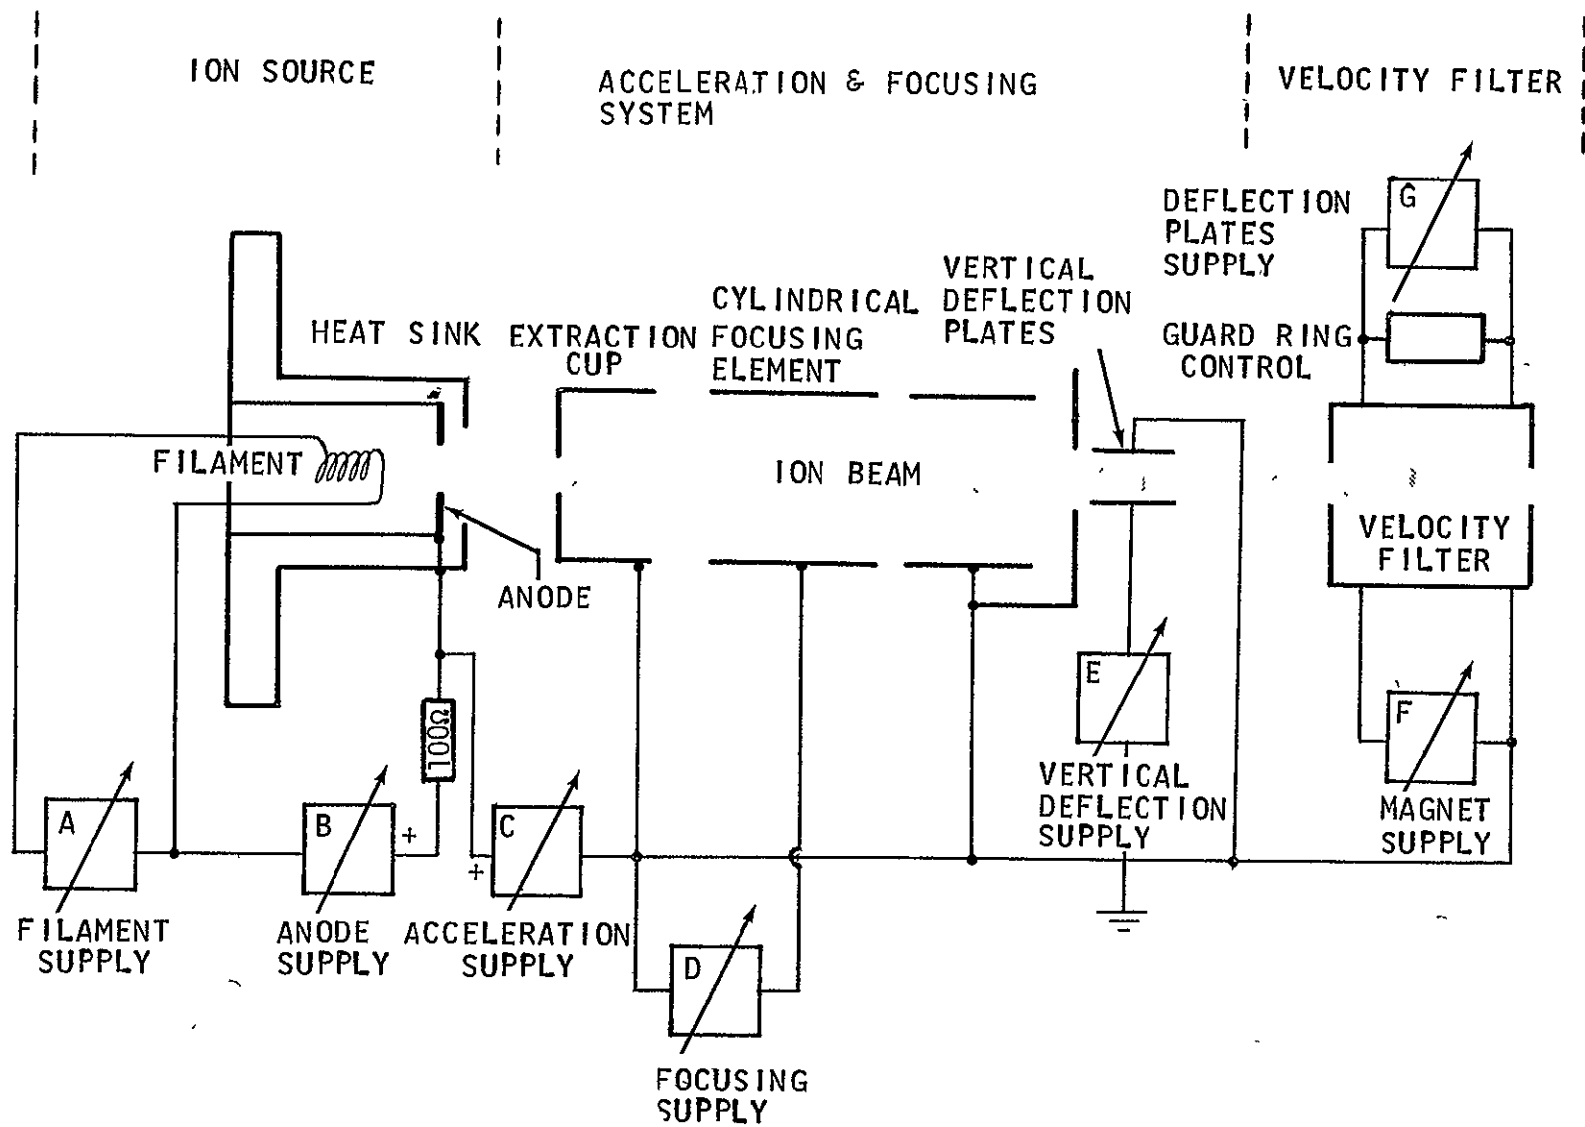 ION SOURCE
ACCELERATION & FOCUSING
SYSTEM
VELOCITY FILTER
G
DEFLECTION
PLATES
SUPPLY
VERTICAL
DEFLECTION
PLATES
CYLINDRICAL
FOCUSING
ELEMENT
HEAT SINK
EXTRACTION
CUP
GUARD RING
CONTROL
FILAMENT
ION BEAM
VELOCITY
FILTER
ANODE
E
F
100Ω
VERTICAL
DEFLECTION
SUPPLY
MAGNET
SUPPLY
A
B
+
C
+
FILAMENT
SUPPLY
ANODE
SUPPLY
ACCELERATION
SUPPLY
D
FOCUSING
SUPPLY